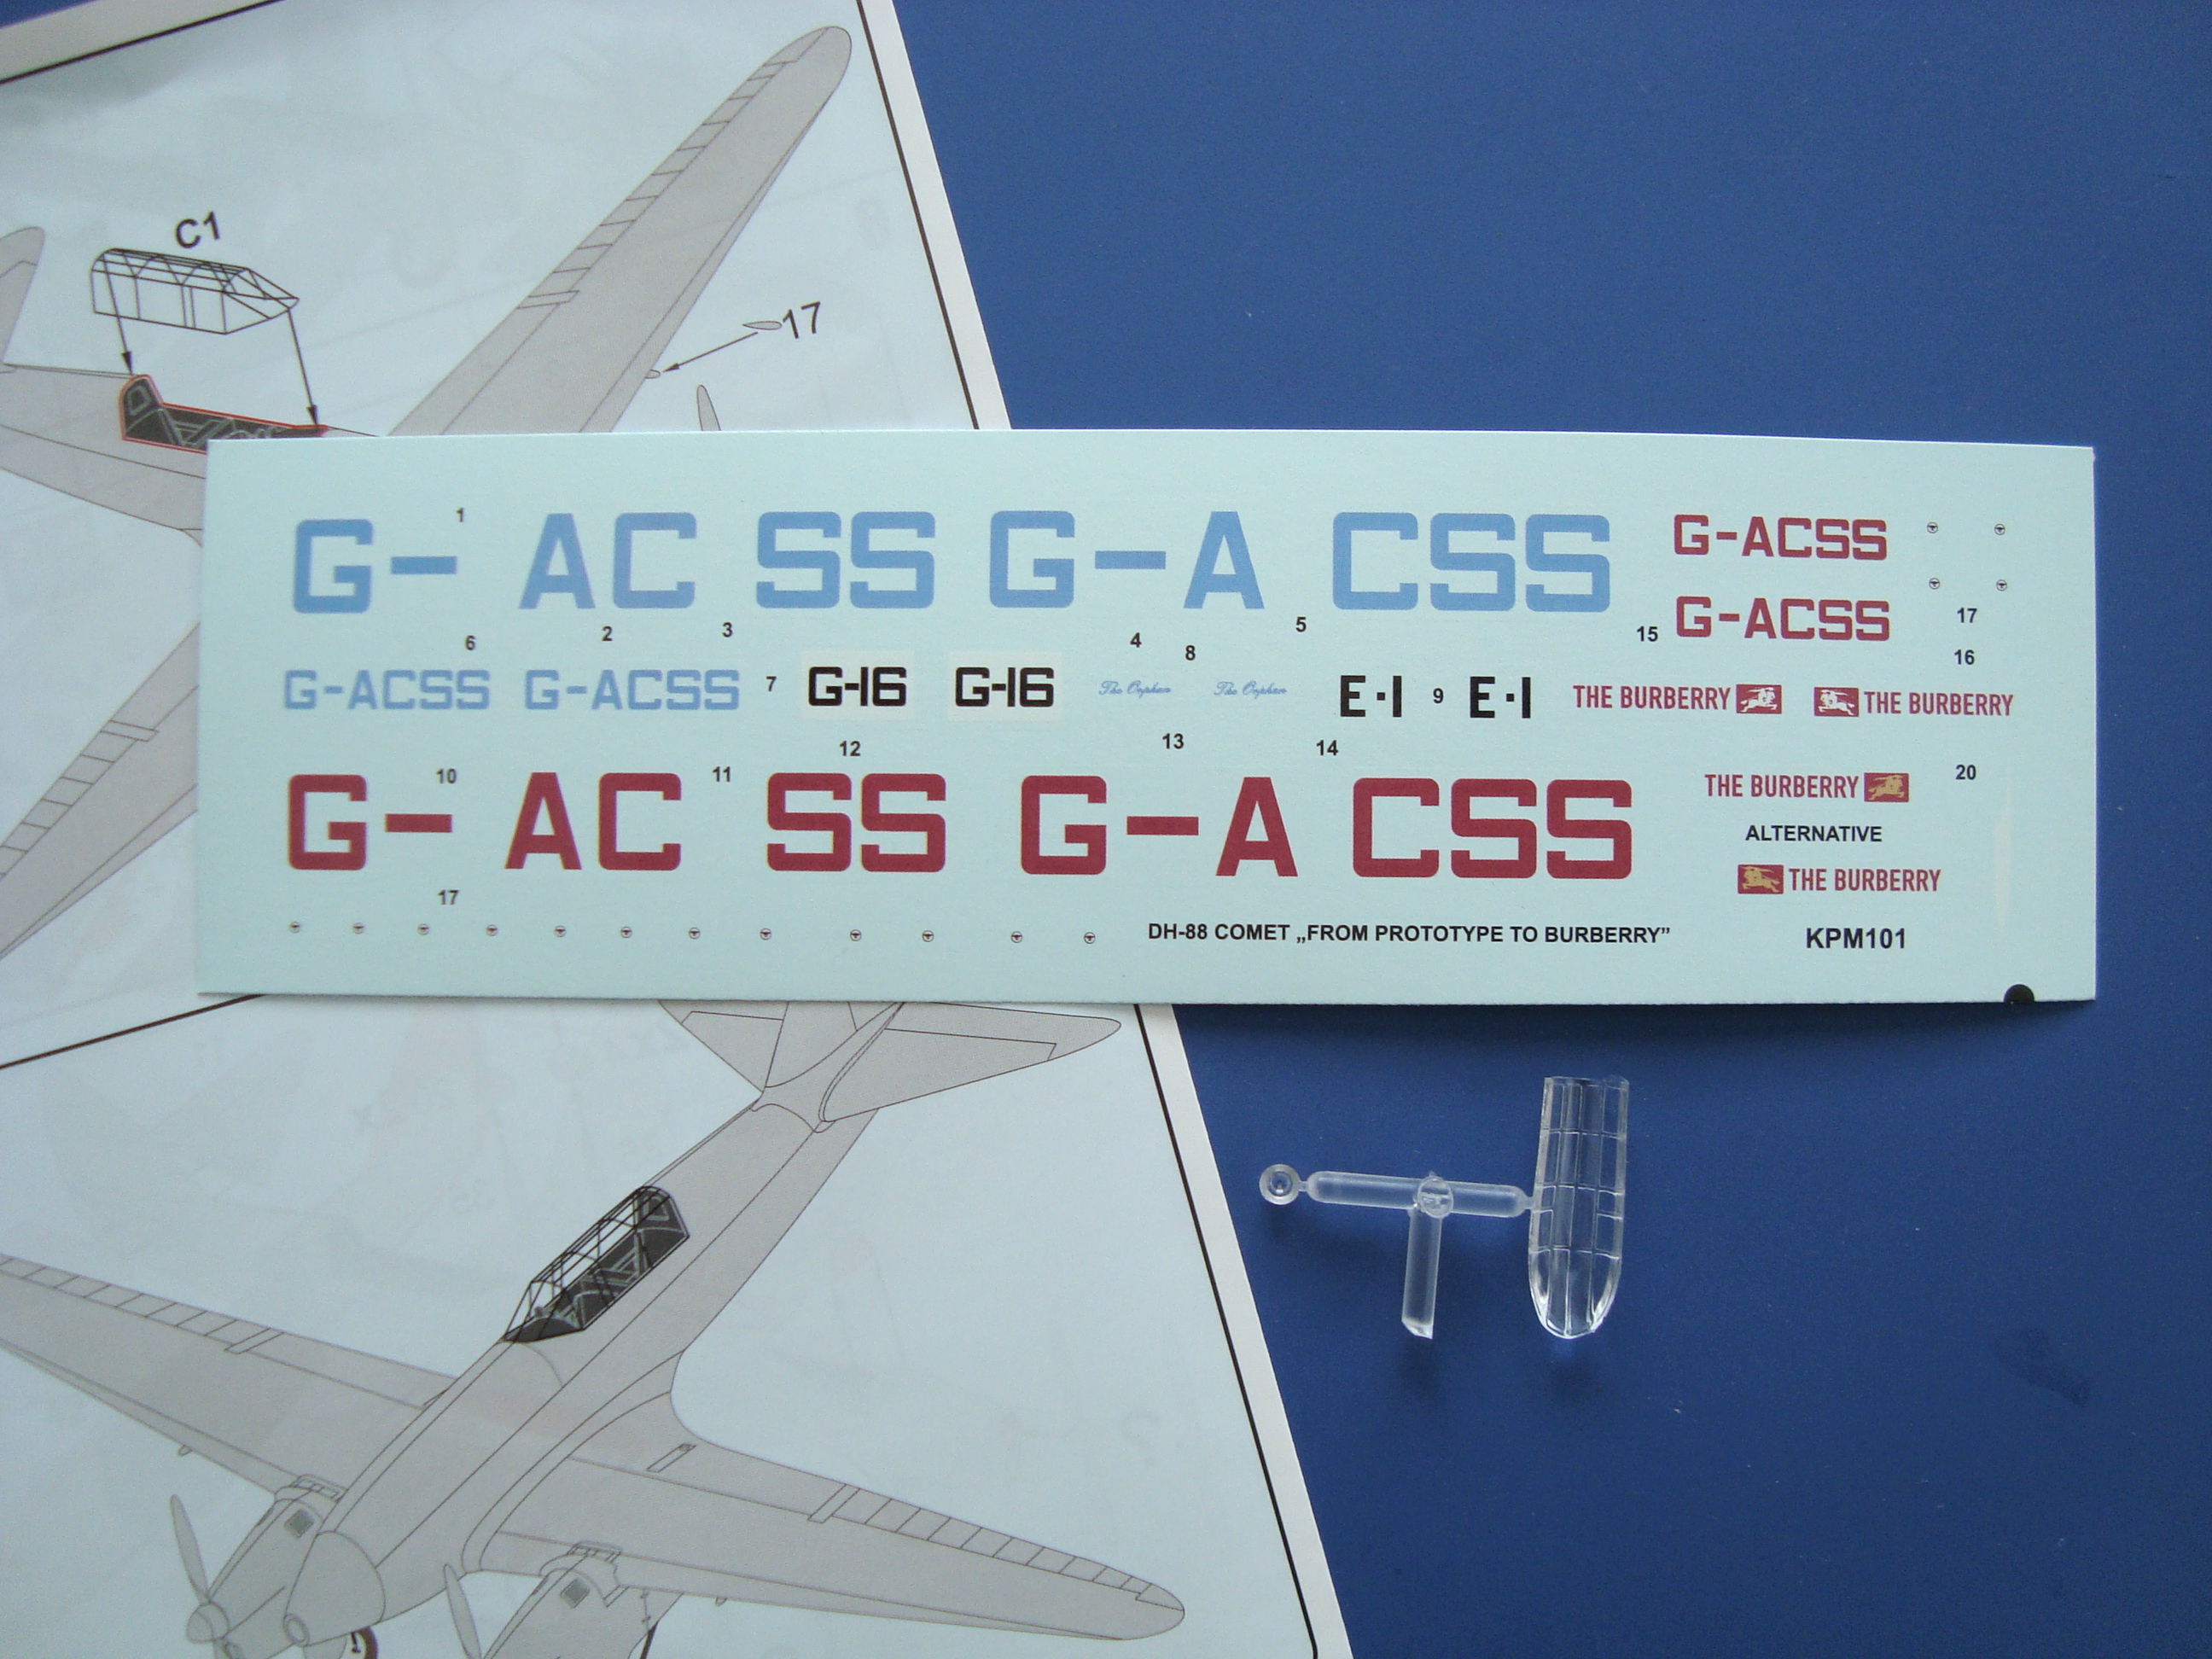 C1
17
1
G- AC SS G-A CSS
G-ACSS
6 2 3 4 8 5 15
G-ACSS
17
16
G-ACSS G-ACSS 7 G-16 G-16 The Orphan The Orphan E·1 9 E·1 THE BURBERRY THE BURBERRY
12 13 14
10 11 20
G- AC SS G-A CSS
THE BURBERRY
ALTERNATIVE
THE BURBERRY
17
DH-88 COMET „FROM PROTOTYPE TO BURBERRY”
KPM101